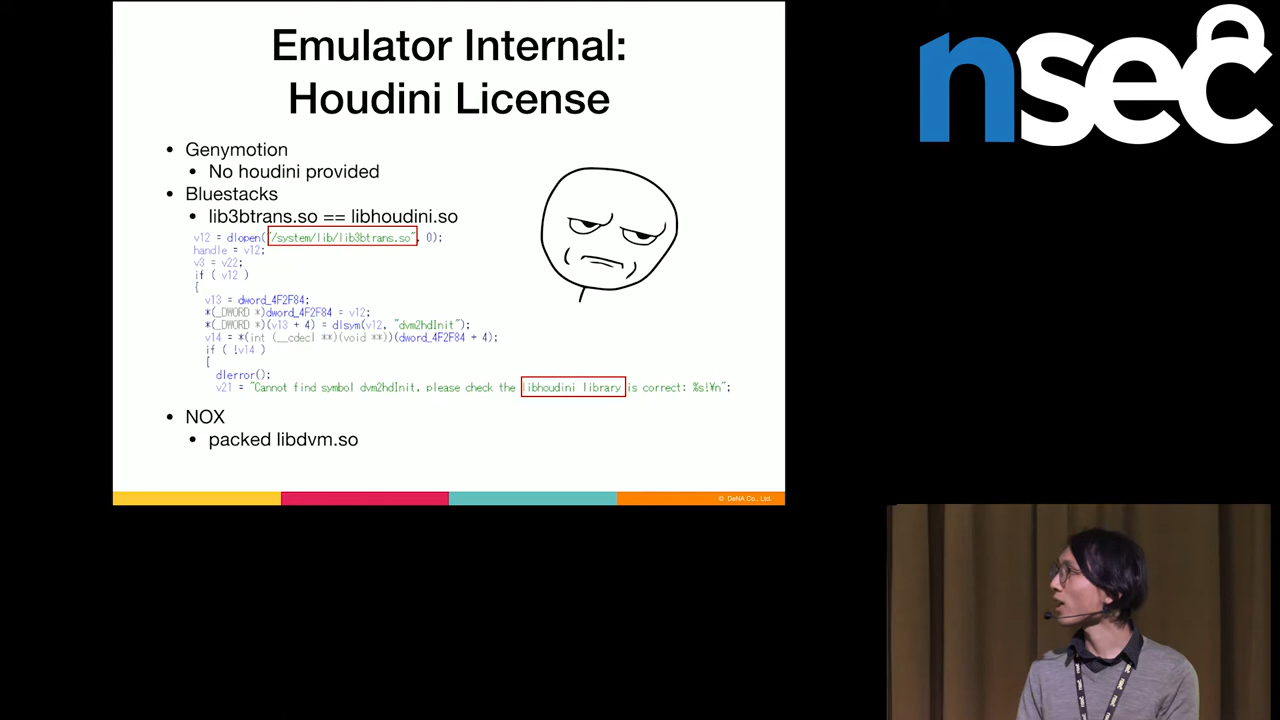 Emulator Internal:
Houdini License
• Genymotion
• No houdini provided
• Bluestacks
• lib3btrans.so == libhoudini.so
v12 = dlopen("/system/lib/lib3btrans.so", 0);
handle = v12;
v3 = v22;
if ( v12 )
{
v13 = dword_4F2F84;
*(_DWORD *)dword_4F2F84 = v12;
*(_DWORD *)(v13 + 4) = dlsym(v12, "dvm2hdInit");
v14 = *(int (__cdecl **)(void **))(dword_4F2F84 + 4);
if ( !v14 )
{
dlerror();
v21 = "Cannot find symbol dvm2hdInit, please check the libhoudini library is correct: %s!¥n";
• NOX
• packed libdvm.so
© DeNA Co., Ltd.
nsec